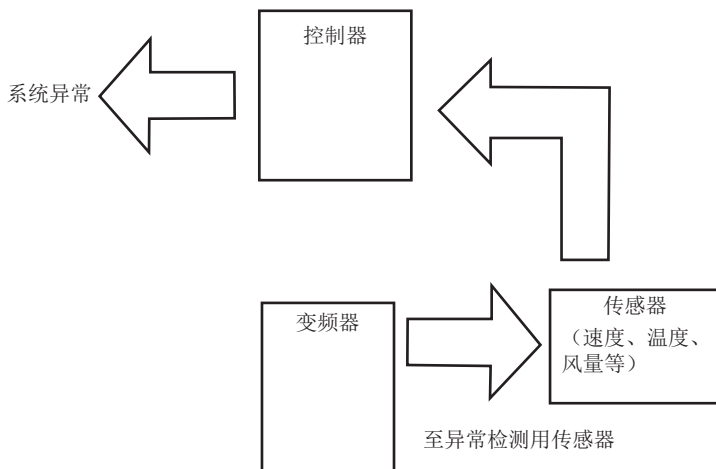 控制器
系统异常
变频器
传感器
（速度、温度、
风量等）
至异常检测用传感器